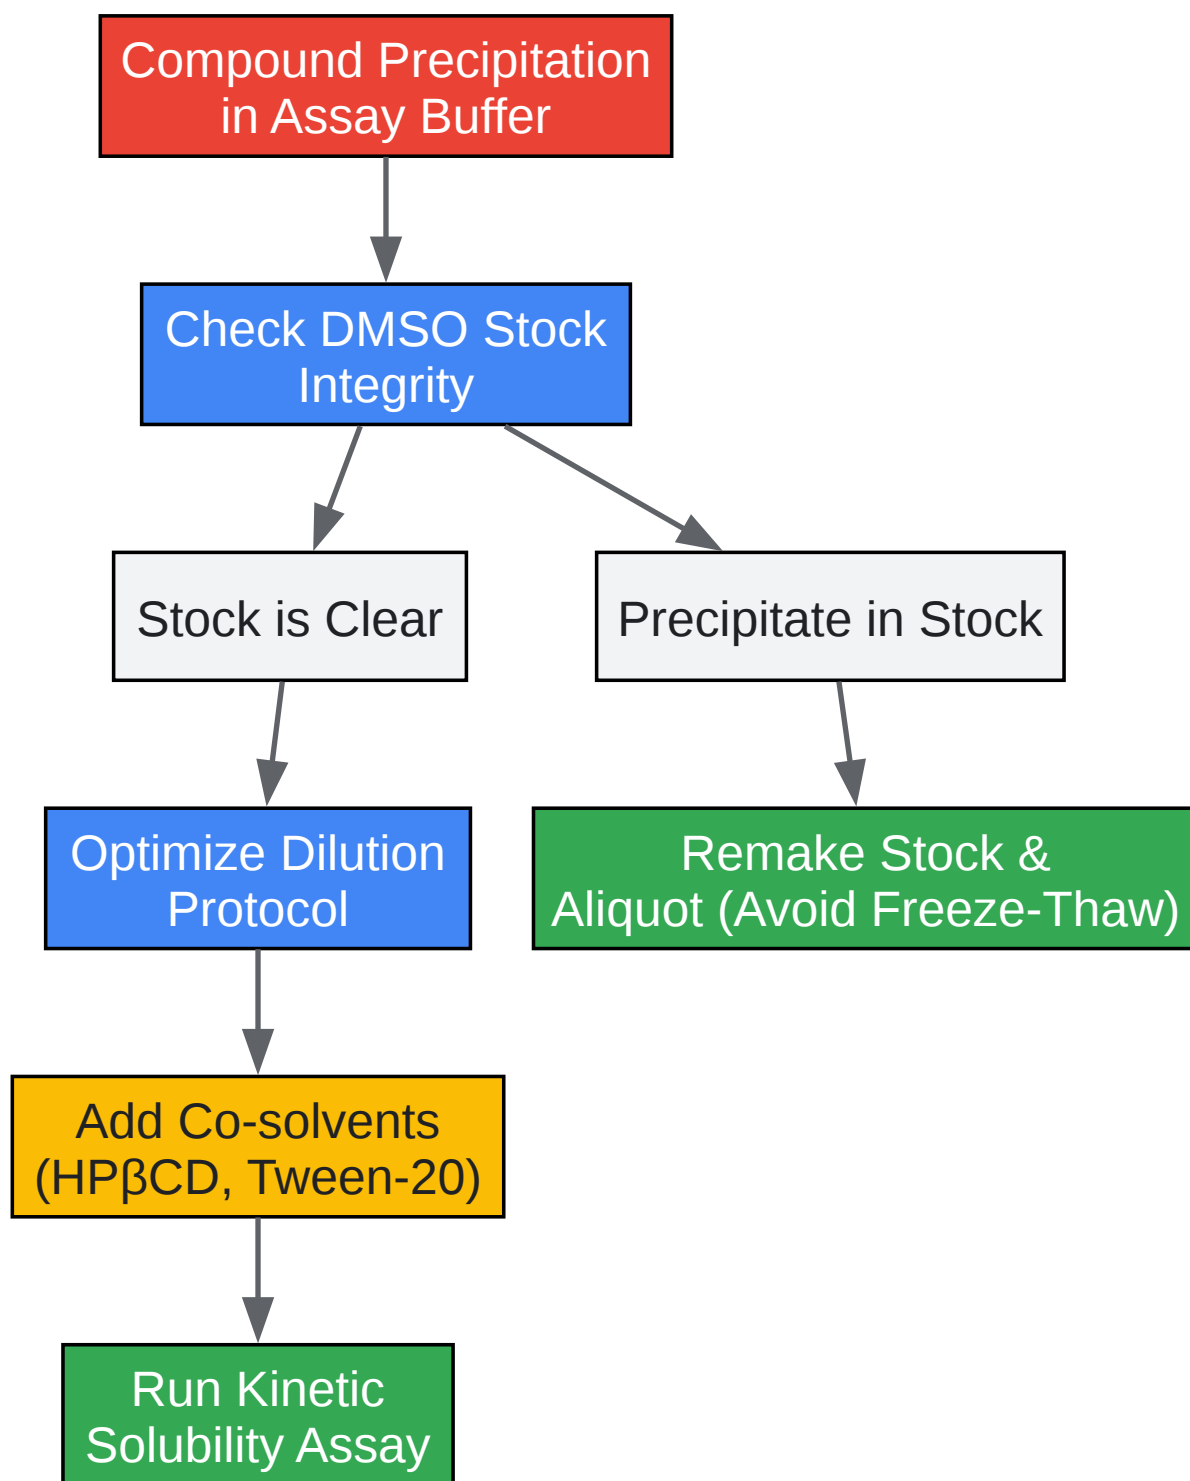 Compound Precipitation
in Assay Buffer
Check DMSO Stock
Integrity
Stock is Clear
Precipitate in Stock
Optimize Dilution
Protocol
Remake Stock &
Aliquot (Avoid Freeze-Thaw)
Add Co-solvents
(HPβCD, Tween-20)
Run Kinetic
Solubility Assay